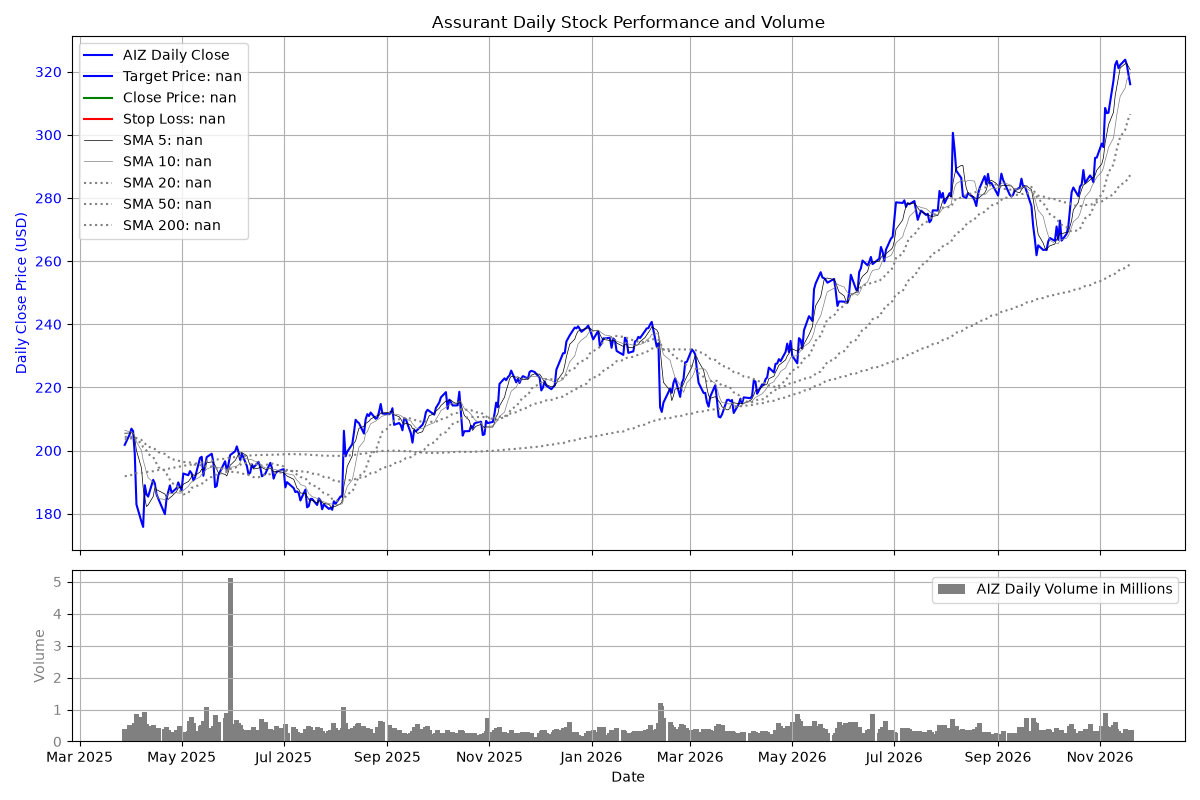 Assurant Daily Stock Performance and Volume
Daily Close Price (USD)
320
300
280
260
240
220
200
180
AIZ Daily Close
Target Price: nan
Close Price: nan
Stop Loss: nan
SMA 5: nan
SMA 10: nan
SMA 20: nan
SMA 50: nan
SMA 200: nan
Volume
5
4
3
2
1
0
AIZ Daily Volume in Millions
Mar 2025 May 2025 Jul 2025 Sep 2025 Nov 2025 Jan 2026 Mar 2026 May 2026 Jul 2026 Sep 2026 Nov 2026
Date